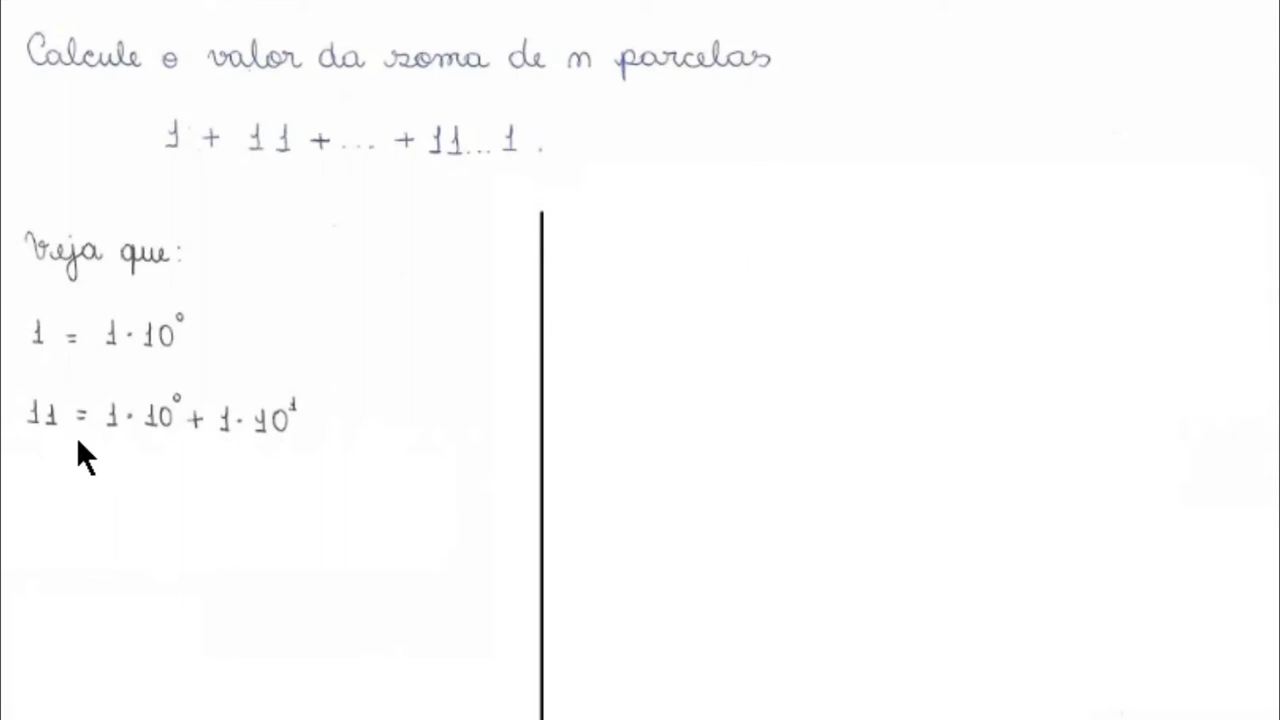 Calcule o valor da soma de n parcelas
1 + 11 + ... + 11...1 .
Veja que:
1 = 1·10⁰
11 = 1·10⁰ + 1·10¹